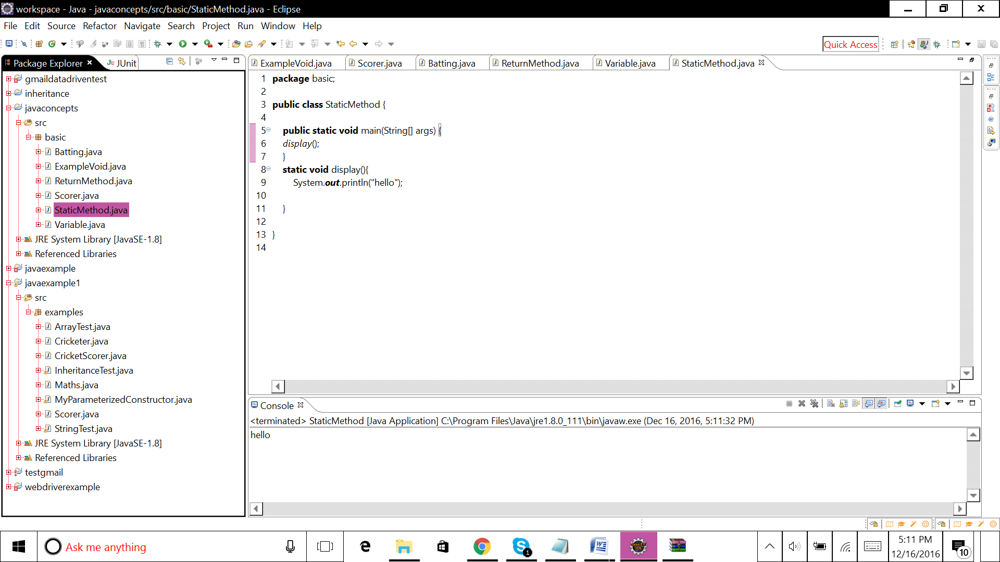 workspace - Java - javaconcepts/src/basic/StaticMethod.java - Eclipse
File Edit Source Refactor Navigate Search Project Run Window Help
Quick Access
Package Explorer
JUnit
gmaildatadriventest
inheritance
javaconcepts
src
basic
Batting.java
ExampleVoid.java
ReturnMethod.java
Scorer.java
StaticMethod.java
Variable.java
JRE System Library [JavaSE-1.8]
Referenced Libraries
javaexample
javaexample1
src
examples
ArrayTest.java
Cricketer.java
CricketScorer.java
InheritanceTest.java
Maths.java
MyParameterizedConstructor.java
Scorer.java
StringTest.java
JRE System Library [JavaSE-1.8]
Referenced Libraries
testgmail
webdriverexample
ExampleVoid.java Scorer.java Batting.java ReturnMethod.java Variable.java StaticMethod.java
1 package basic;
2
3 public class StaticMethod {
4
5 public static void main(String[] args) {
6 display();
7 }
8 static void display(){
9 System.out.println("hello");
10
11 }
12
13 }
14
Console
<terminated> StaticMethod [Java Application] C:\Program Files\Java\jre1.8.0_111\bin\javaw.exe (Dec 16, 2016, 5:11:32 PM)
hello
Ask me anything
1
Java EE
IDE
5:11 PM
12/16/2016
10